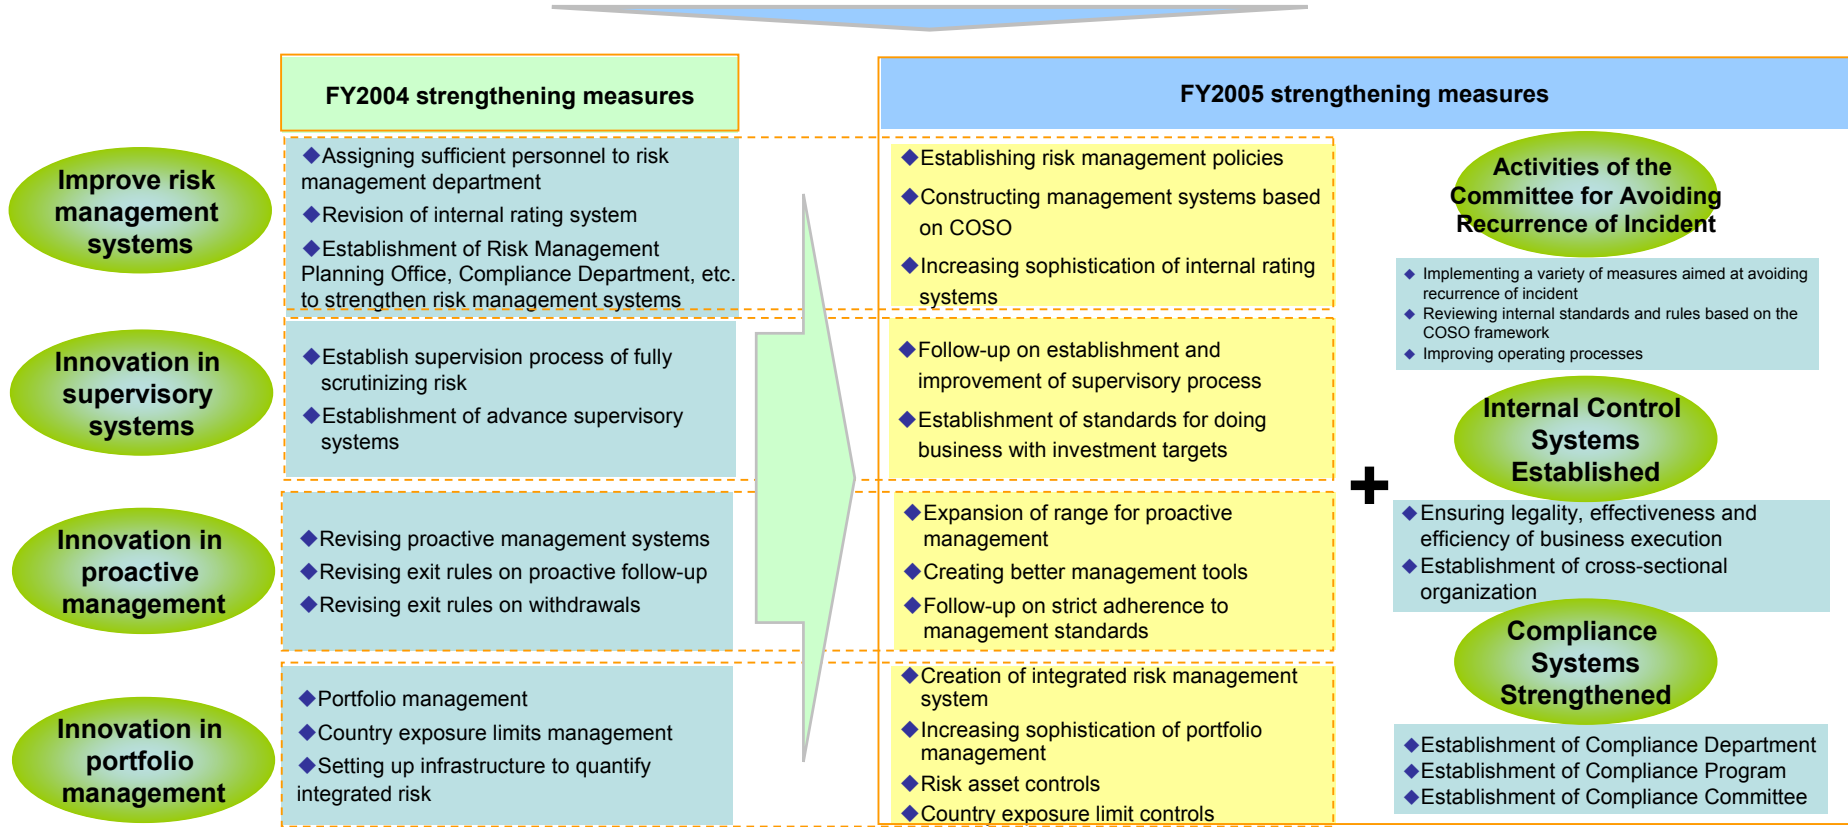 FY2004 strengthening measures
FY2005 strengthening measures
Improve risk
management
systems
◆Assigning sufficient personnel to risk
management department
◆Revision of internal rating system
◆Establishment of Risk Management
Planning Office, Compliance Department, etc.
to strengthen risk management systems
◆Establishing risk management policies
◆Constructing management systems based
on COSO
◆Increasing sophistication of internal rating
systems
Innovation in
supervisory
systems
◆Establish supervision process of fully
scrutinizing risk
◆Establishment of advance supervisory
systems
◆Follow-up on establishment and
improvement of supervisory process
◆Establishment of standards for doing
business with investment targets
Innovation in
proactive
management
◆Revising proactive management systems
◆Revising exit rules on proactive follow-up
◆Revising exit rules on withdrawals
◆Expansion of range for proactive
management
◆Creating better management tools
◆Follow-up on strict adherence to
management standards
Innovation in
portfolio
management
◆Portfolio management
◆Country exposure limits management
◆Setting up infrastructure to quantify
integrated risk
◆Creation of integrated risk management
system
◆Increasing sophistication of portfolio
management
◆Risk asset controls
◆Country exposure limit controls
+
Activities of the
Committee for Avoiding
Recurrence of Incident
◆ Implementing a variety of measures aimed at avoiding
recurrence of incident
◆ Reviewing internal standards and rules based on the
COSO framework
◆ Improving operating processes
Internal Control
Systems
Established
◆Ensuring legality, effectiveness and
efficiency of business execution
◆Establishment of cross-sectional
organization
Compliance
Systems
Strengthened
◆Establishment of Compliance Department
◆Establishment of Compliance Program
◆Establishment of Compliance Committee